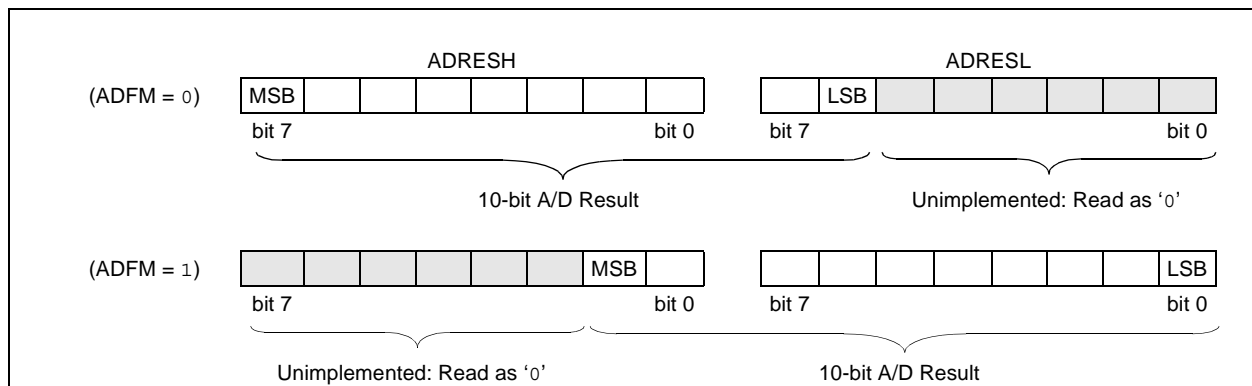 ADRESH ADRESL
(ADFM = 0) MSB LSB
bit 7 bit 0 bit 7 bit 0
10-bit A/D Result Unimplemented: Read as ‘0’
(ADFM = 1) MSB LSB
bit 7 bit 0 bit 7 bit 0
Unimplemented: Read as ‘0’ 10-bit A/D Result